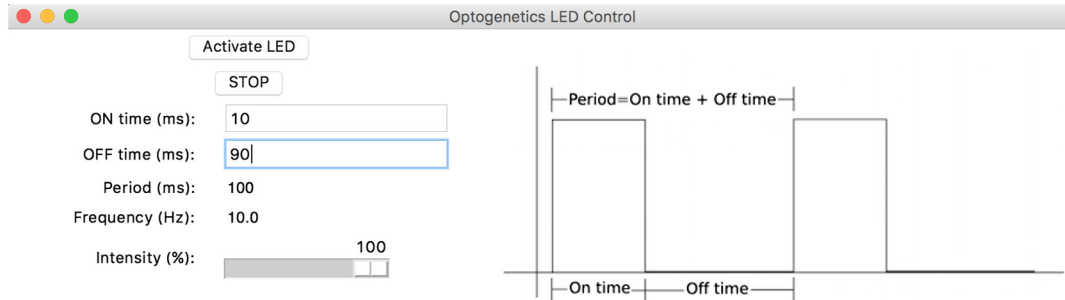 Optogenetics LED Control
Activate LED
STOP
ON time (ms): 10
OFF time (ms): 90
Period (ms): 100
Frequency (Hz): 10.0
Intensity (%): 100
Period=On time + Off time
On time Off time